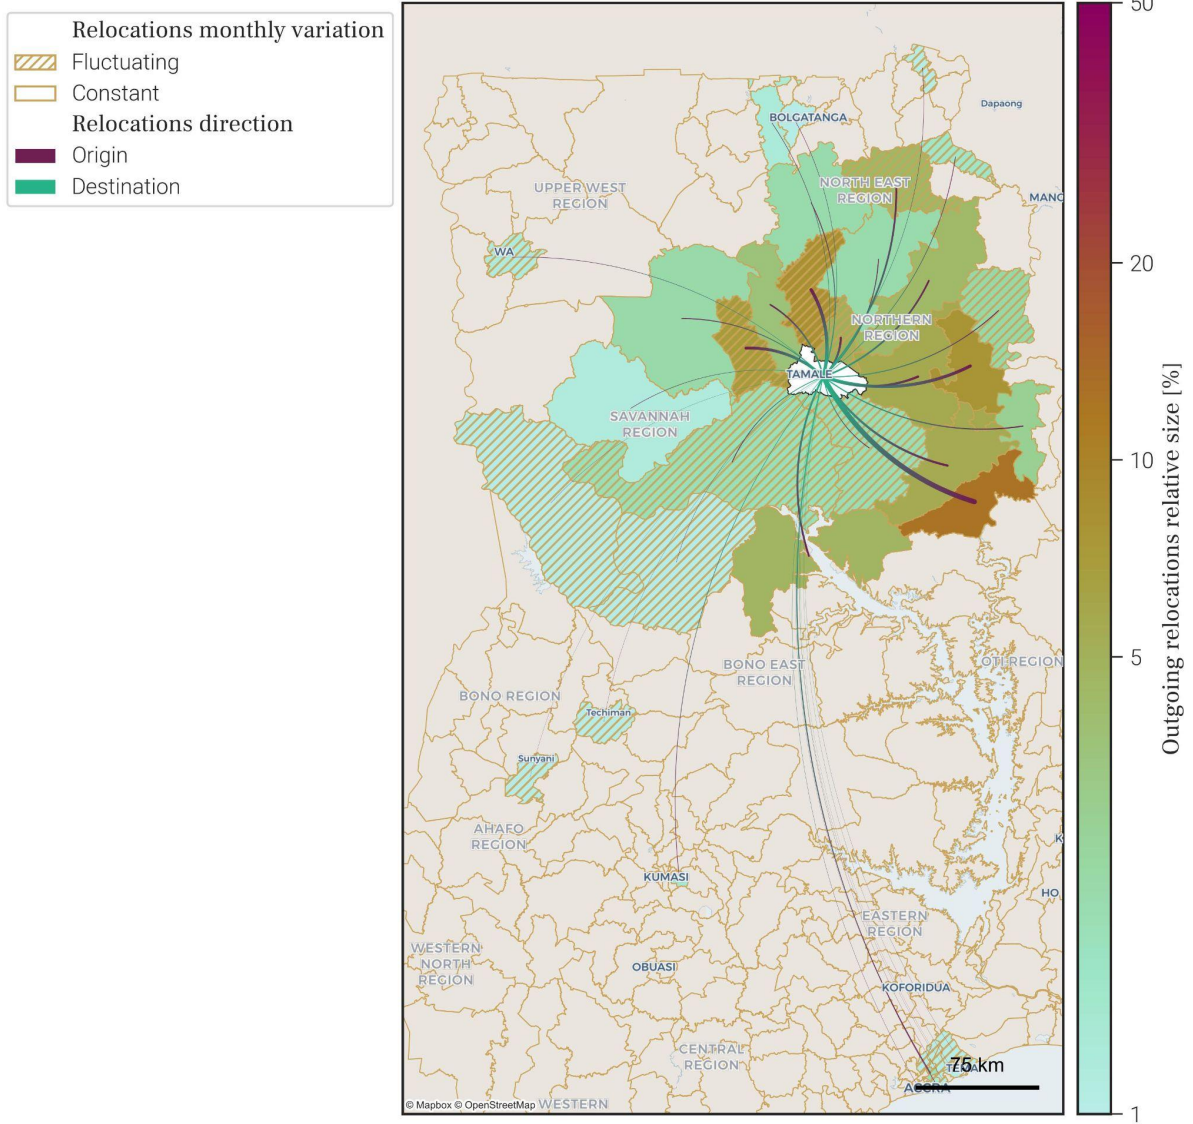 Relocations monthly variation
Fluctuating
Constant
Relocations direction
Origin
Destination
Dapaong
BOLGATANGA
UPPER WEST
REGION
NORTH EAST
REGION
MANG
WA
NORTHERN
REGION
TAMALE
SAVANNAH
REGION
BONO EAST
REGION
OTI REGION
BONO REGION
Techiman
Sunyani
AHAFO
REGION
KUMASI
K
HO
EASTERN
REGION
WESTERN
NORTH
REGION
OBUASI
KOFORIDUA
CENTRAL
REGION
75 km
TEMA
ACCRA
© Mapbox © OpenStreetMap
WESTERN
50
20
10
5
1
Outgoing relocations relative size [%]